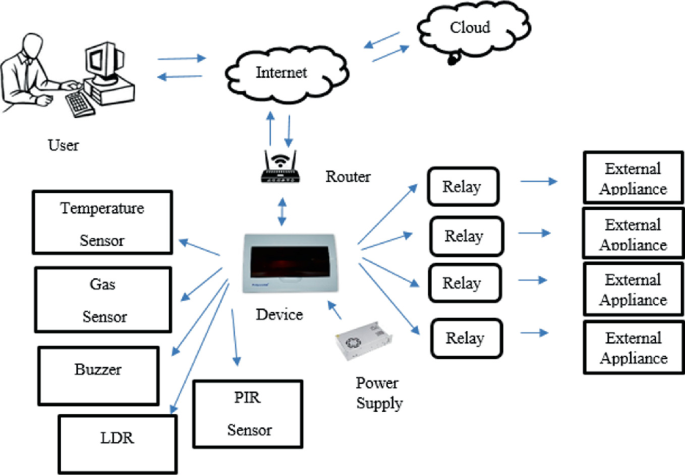 Cloud
Internet
User
Router
Temperature
Sensor
Gas
Sensor
Buzzer
LDR
PIR
Sensor
Device
Power
Supply
Relay
External
Appliance
Relay
External
Appliance
Relay
External
Appliance
Relay
External
Appliance